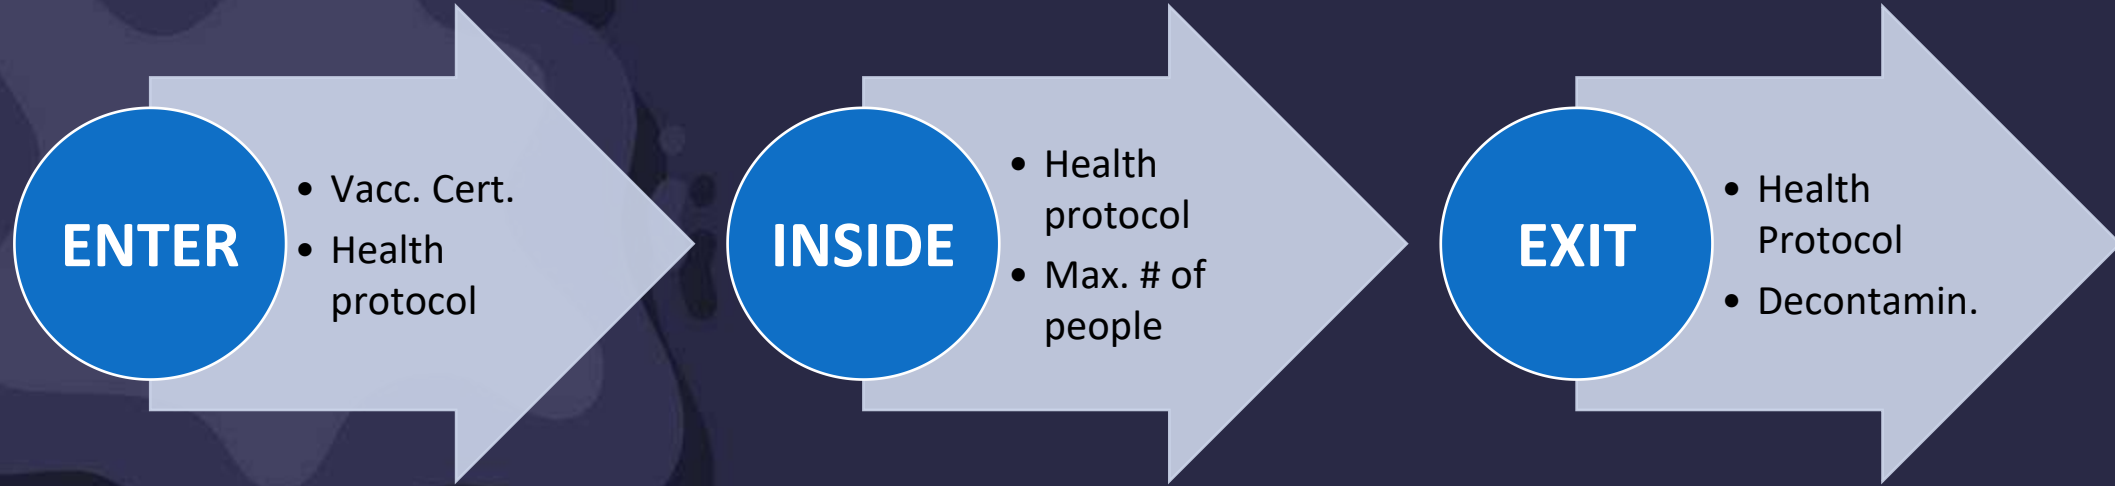 ENTER
• Vacc. Cert.
• Health
protocol
INSIDE
• Health
protocol
• Max. # of
people
EXIT
• Health
Protocol
• Decontamin.